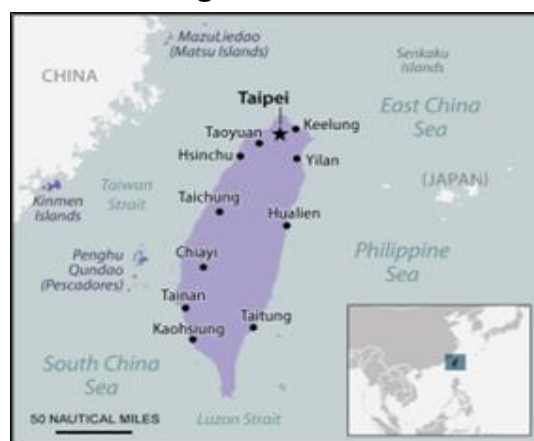 MazuLiedao
(Matsu Islands)
CHINA
Senkaku
Islands
Taipei
East China
Sea
Keelung
Taoyuan
Hsinchu
Yilan
Taiwan
Strait
(JAPAN)
Kinmen
Islands
Taichung
Hualien
Penghu
Qundao
(Pescadores)
Chiayi
Philippine
Sea
Tainan
Taitung
Kaohsiung
South China
Sea
50 NAUTICAL MILES
Luzon Strait